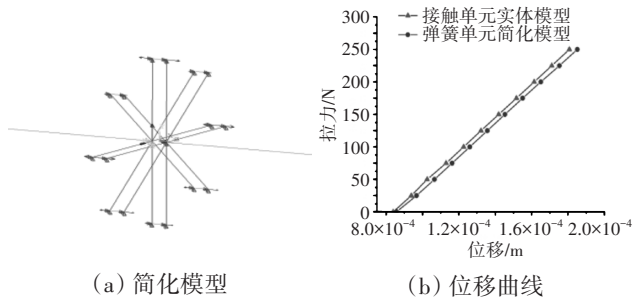 接触单元实体模型
弹簧单元简化模型
拉力/N
300
250
200
150
100
50
0
8.0×10⁻⁴ 1.2×10⁻⁴ 1.6×10⁻⁴ 2.0×10⁻⁴
位移/m
(a) 简化模型
(b) 位移曲线